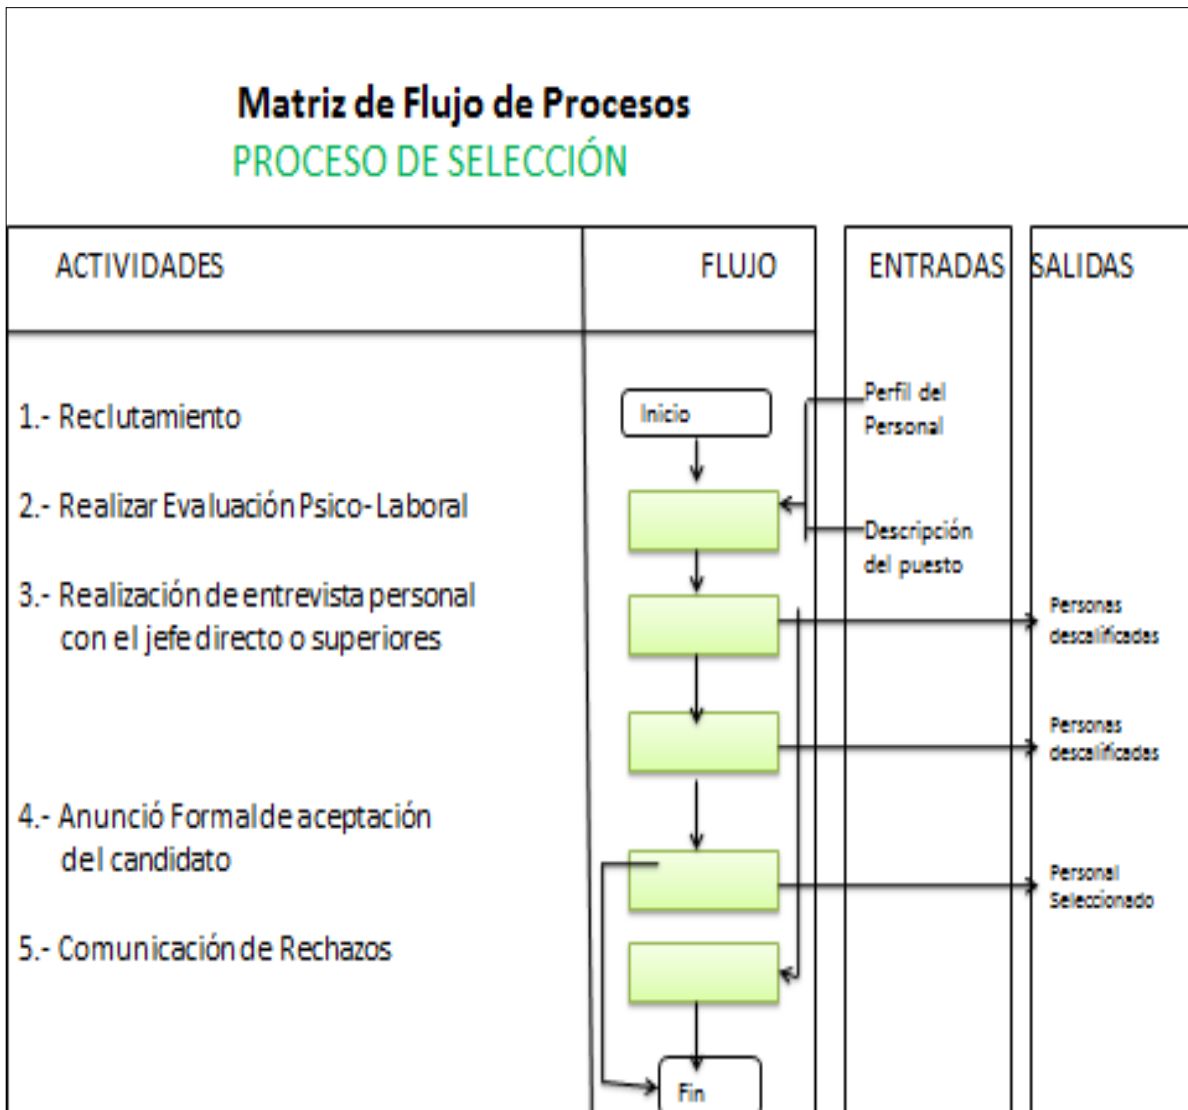 Matriz de Flujo de Procesos
PROCESO DE SELECCIÓN
ACTIVIDADES
FLUJO
ENTRADAS
SALIDAS
1.- Reclutamiento
2.- Realizar Evaluación Psico-Laboral
3.- Realización de entrevista personal
con el jefe directo o superiores
4.- Anunció Formal de aceptación
del candidato
5.- Comunicación de Rechazos
Inicio
Fin
Perfil del
Personal
Descripción
del puesto
Personas
descalificadas
Personas
descalificadas
Personal
Seleccionado